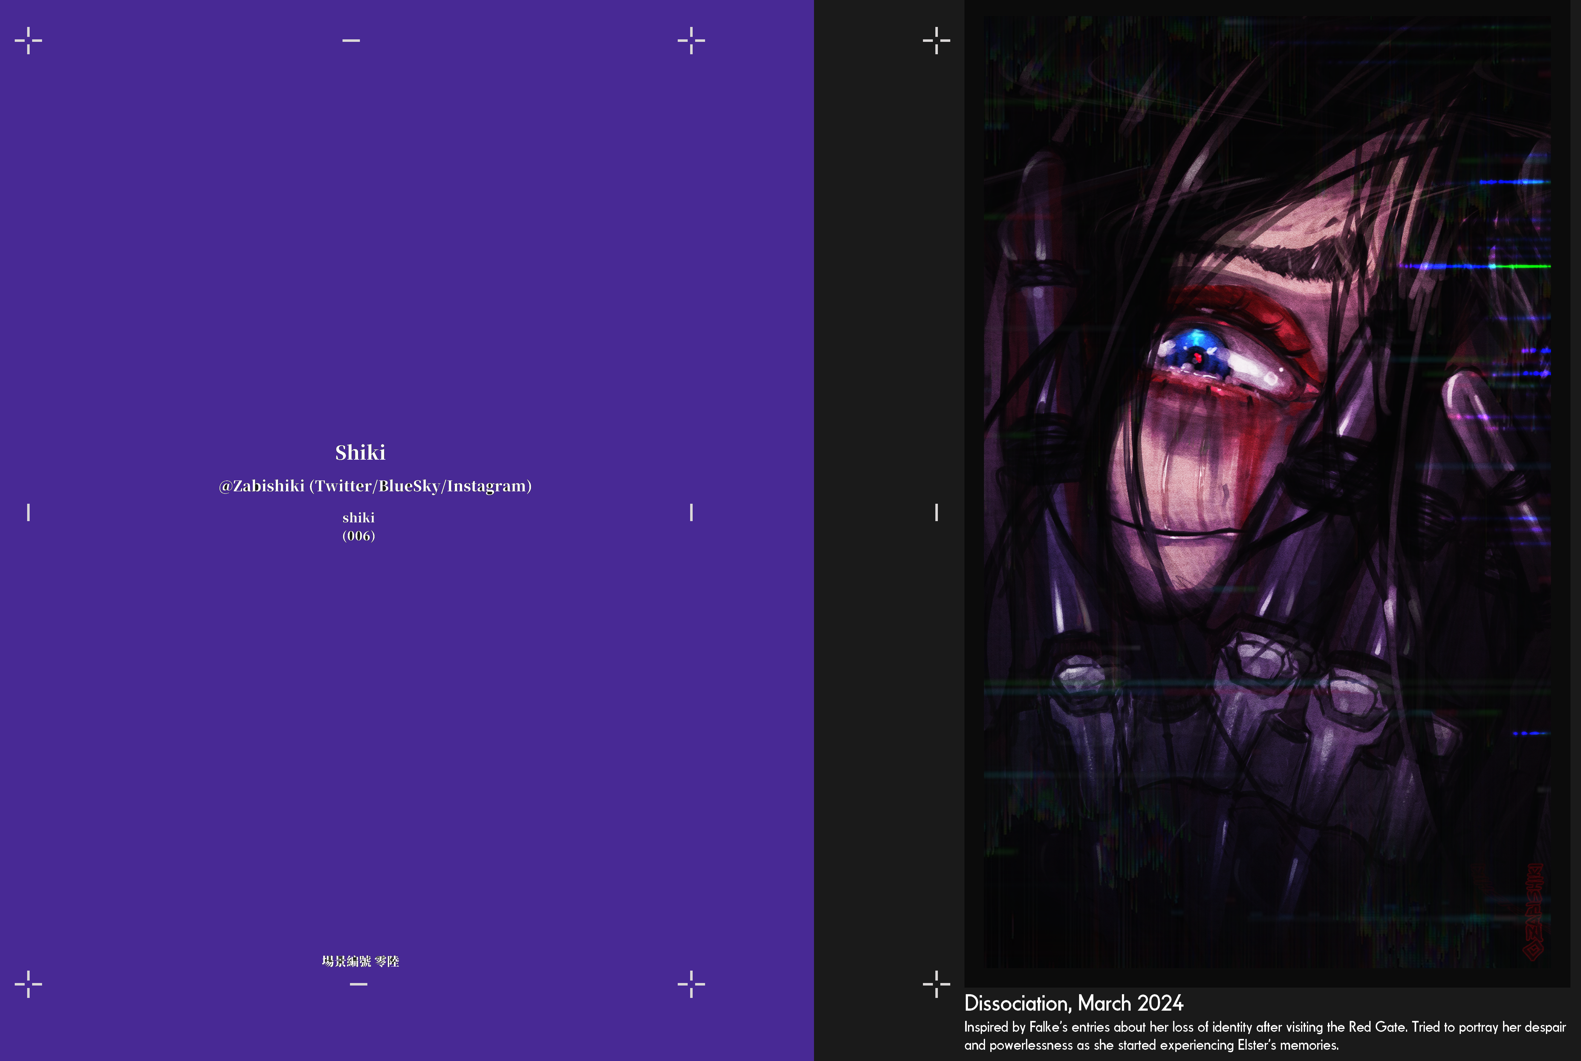 Shiki
@Zabishiki (Twitter/BlueSky/Instagram)
shiki
(006)
場景編號 零陸
Dissociation, March 2024
Inspired by Falke's entries about her loss of identity after visiting the Red Gate. Tried to portray her despair
and powerlessness as she started experiencing Elster's memories.